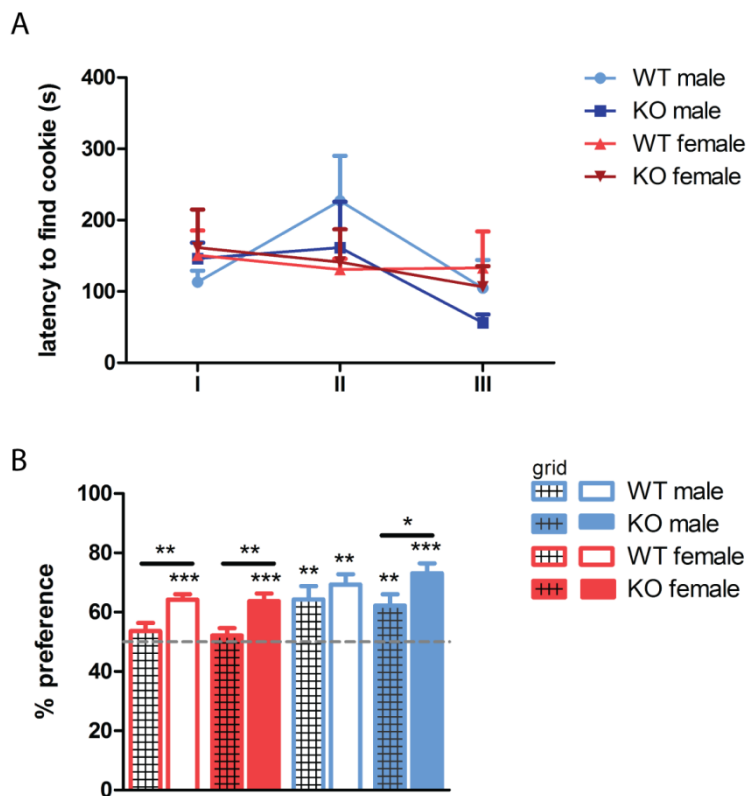 A
latency to find cookie (s)
400
300
200
100
0
I II III
WT male
KO male
WT female
KO female
B
% preference
100
80
60
40
20
0
** ** *
*** *** ** ** ** ***
grid
WT male
KO male
WT female
KO female